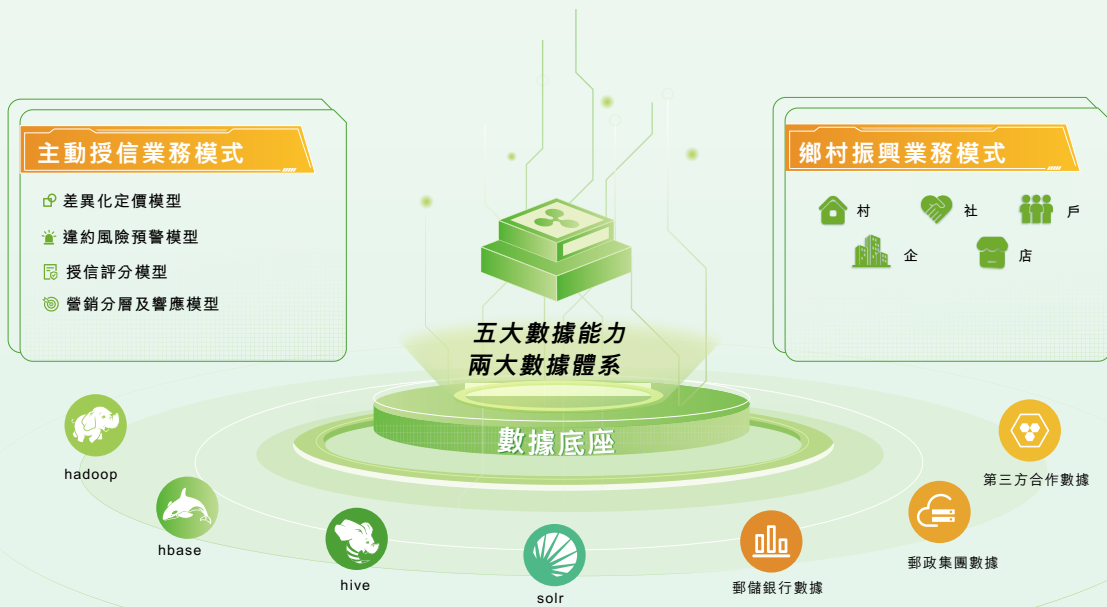 主動授信業務模式
差異化定價模型
違約風險預警模型
授信評分模型
營銷分層及響應模型
鄉村振興業務模式
村
社
戶
企
店
五大數據能力
兩大數據體系
數據底座
hadoop
hbase
hive
solr
郵儲銀行數據
郵政集團數據
第三方合作數據